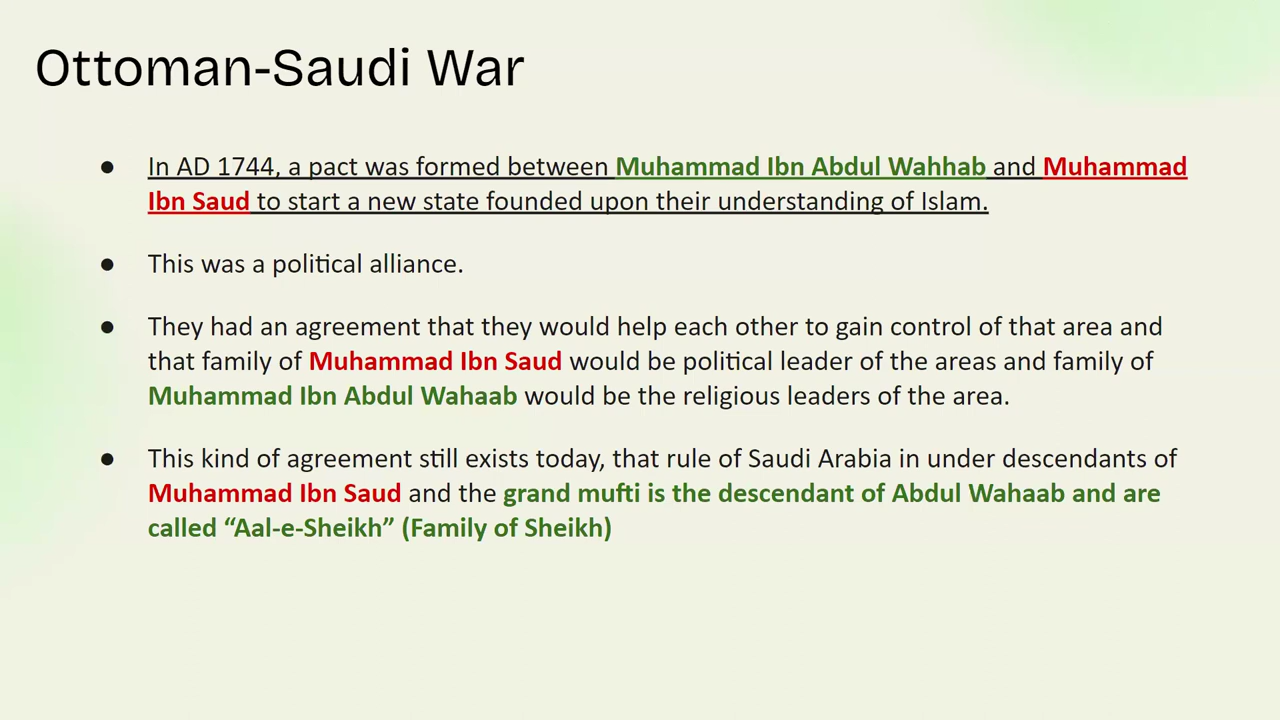 Ottoman-Saudi War
● In AD 1744, a pact was formed between Muhammad Ibn Abdul Wahhab and Muhammad
Ibn Saud to start a new state founded upon their understanding of Islam.
● This was a political alliance.
● They had an agreement that they would help each other to gain control of that area and
that family of Muhammad Ibn Saud would be political leader of the areas and family of
Muhammad Ibn Abdul Wahaab would be the religious leaders of the area.
● This kind of agreement still exists today, that rule of Saudi Arabia in under descendants of
Muhammad Ibn Saud and the grand mufti is the descendant of Abdul Wahaab and are
called “Aal-e-Sheikh” (Family of Sheikh)